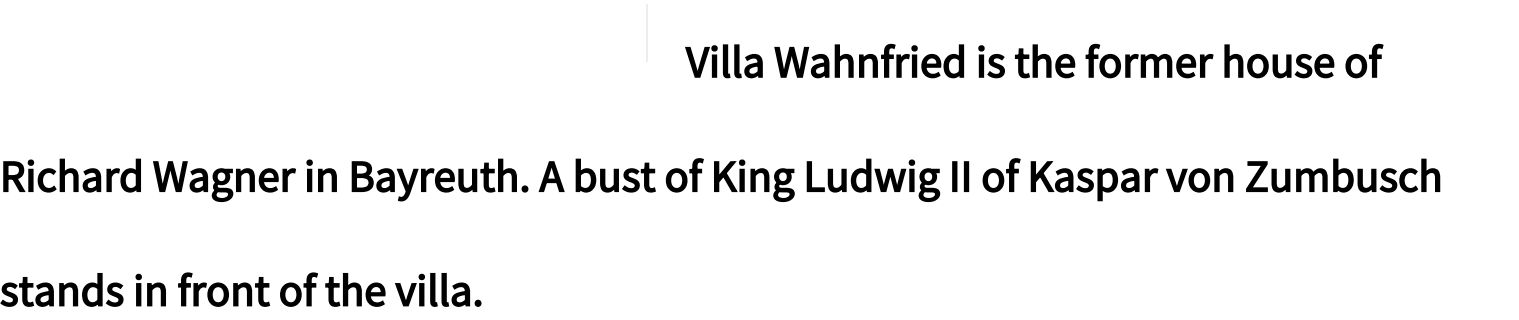 Villa Wahnfried is the former house of
Richard Wagner in Bayreuth. A bust of King Ludwig II of Kaspar von Zumbusch
stands in front of the villa.